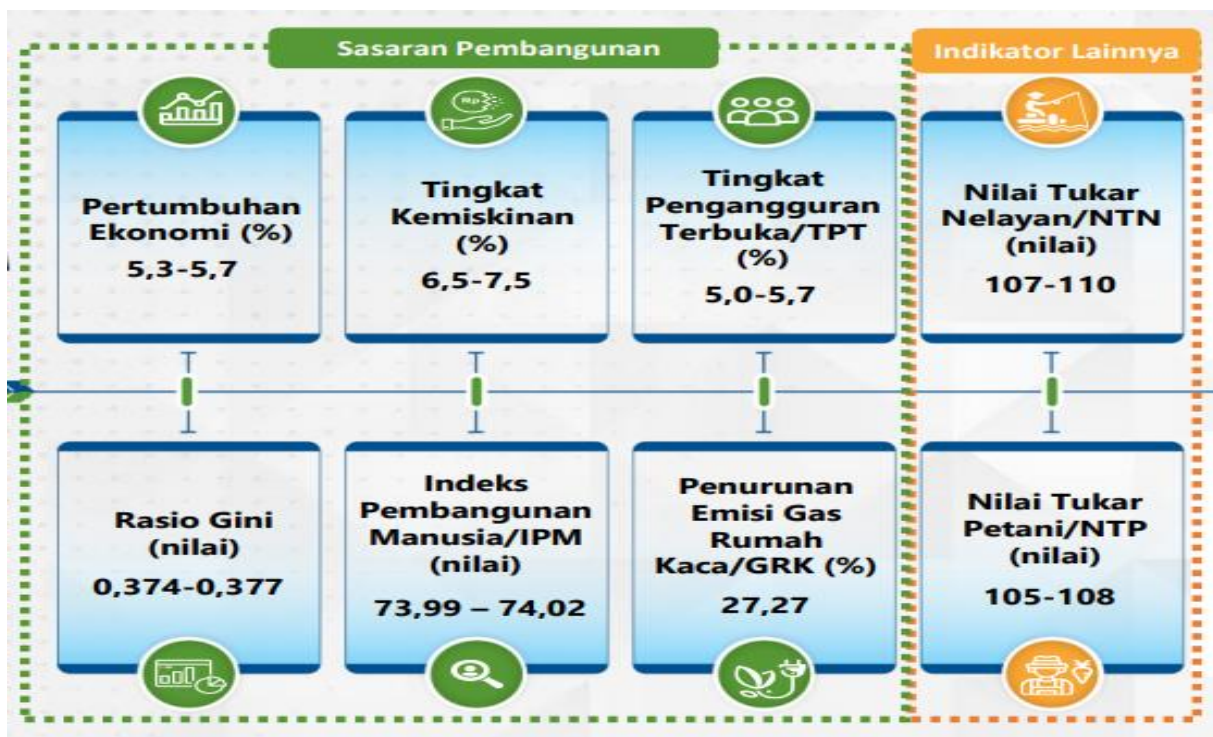 Sasaran Pembangunan
Indikator Lainnya
Rp
Pertumbuhan
Ekonomi (%)
5,3-5,7
Tingkat
Kemiskinan
(%)
6,5-7,5
Tingkat
Pengangguran
Terbuka/TPT
(%)
5,0-5,7
Nilai Tukar
Nelayan/NTN
(nilai)
107-110
Rasio Gini
(nilai)
0,374-0,377
Indeks
Pembangunan
Manusia/IPM
(nilai)
73,99 – 74,02
Penurunan
Emisi Gas
Rumah
Kaca/GRK (%)
27,27
Nilai Tukar
Petani/NTP
(nilai)
105-108